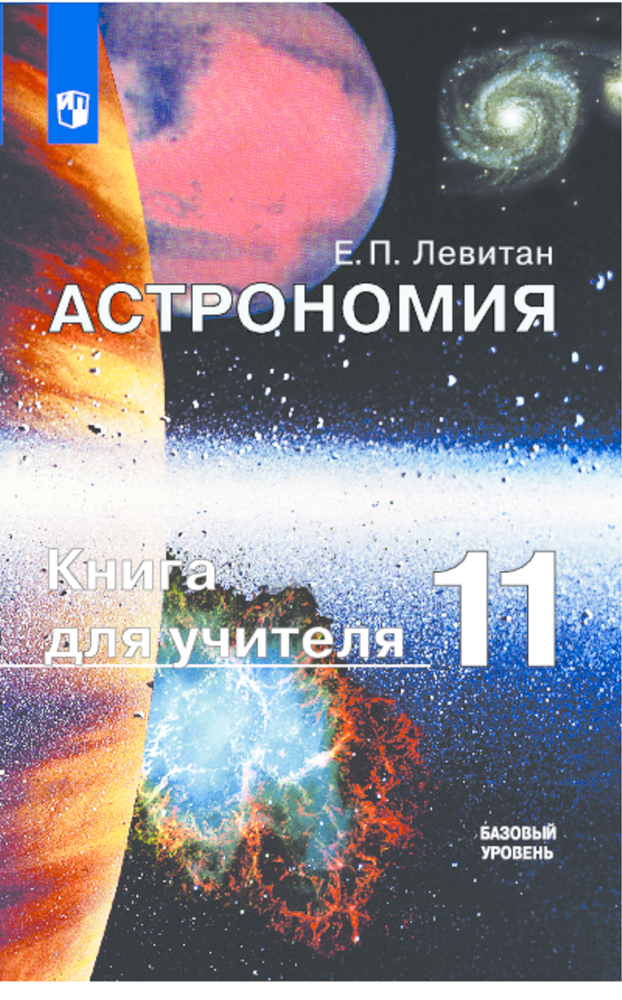 Е. П. Левитан
АСТРОНОМИЯ
Книга
для учителя
11
БАЗОВЫЙ
УРОВЕНЬ